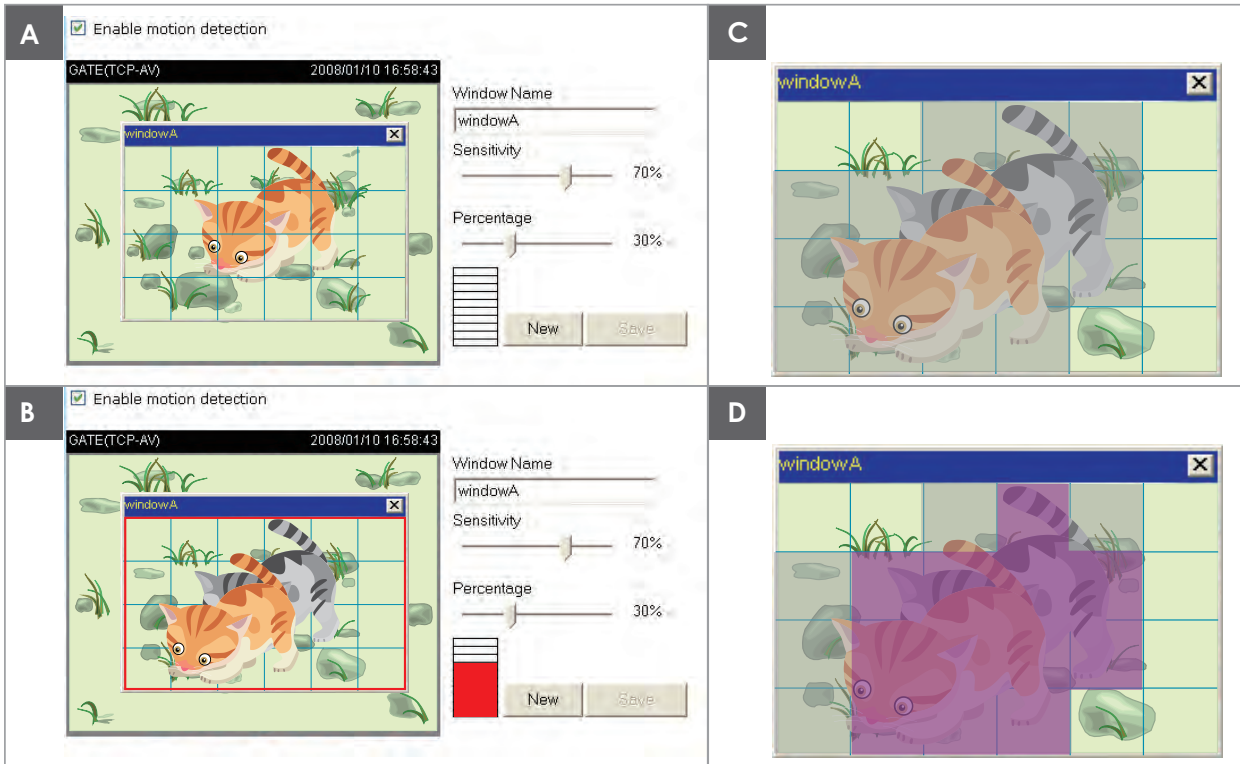 A
Enable motion detection
GATE(TCP-AV) 2008/01/10 16:58:43
windowA
Window Name
windowA
Sensitivity
70%
Percentage
30%
New Save
B
Enable motion detection
GATE(TCP-AV) 2008/01/10 16:58:43
windowA
Window Name
windowA
Sensitivity
70%
Percentage
30%
New Save
C
windowA
D
windowA